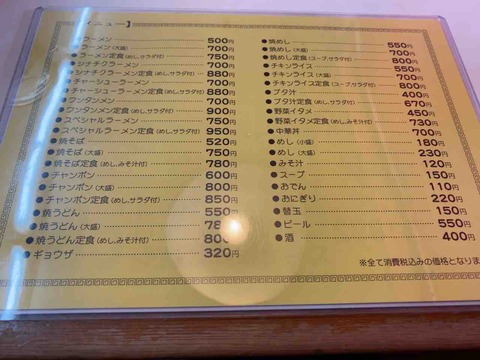 メニュー】
ラーメン 500円
ラーメン(大盛) 700円
ラーメン定食(めし,サラダ付) 750円
●シナチクラーメン 700円
●シナチク定食(めし,サラダ付) 880円
●チャーシューラーメン 700円
●チャーシュー定食(めし,サラダ付) 880円
●ワンタンメン 700円
●ワンタンメン定食(めし,サラダ付) 900円
●スペシャルラーメン 750円
●スペシャルラーメン定食(めし,サラダ付) 950円
●焼そば 520円
●焼そば(大盛) 750円
●焼そば定食(めし,みそ汁付) 780円
●チャンポン 600円
●チャンポン(大盛) 800円
●チャンポン定食(めし,サラダ付) 850円
●焼うどん 550円
●焼うどん(大盛)
●焼うどん定食(めし,みそ汁付)
●ギョウザ 320円
●焼めし 550円
●焼めし(大盛) 700円
●焼めし定食(スープ,サラダ付) 800円
●チキンライス 550円
●チキンライス(大盛) 700円
●チキンライス定食(スープ,サラダ付) 800円
●ブタ汁 400円
●ブタ汁定食(めし,サラダ付) 670円
●野菜イタメ 450円
●野菜イタメ定食(めし,みそ汁付) 730円
●中華丼 700円
●めし(小盛) 180円
●めし(大盛) 230円
●みそ汁 120円
●スープ 150円
●おでん 110円
●おにぎり 220円
●替玉 150円
●ビール 550円
●酒 400円
※全て消費税込みの価格となりま